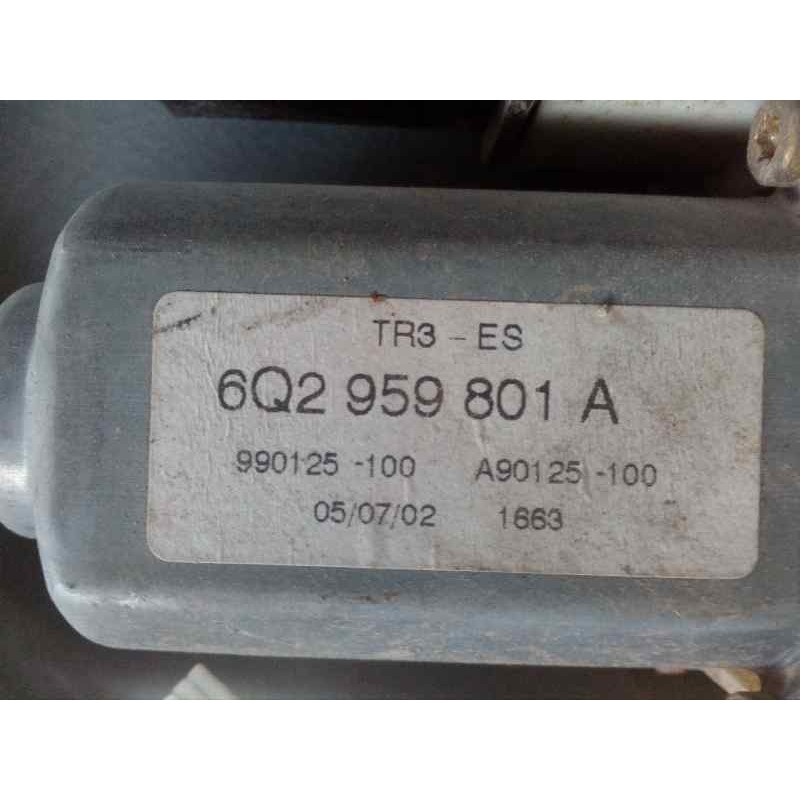 TR3 - ES
6Q2 959 801 A
990125 -100 A90125 -100
05/07/02 1663